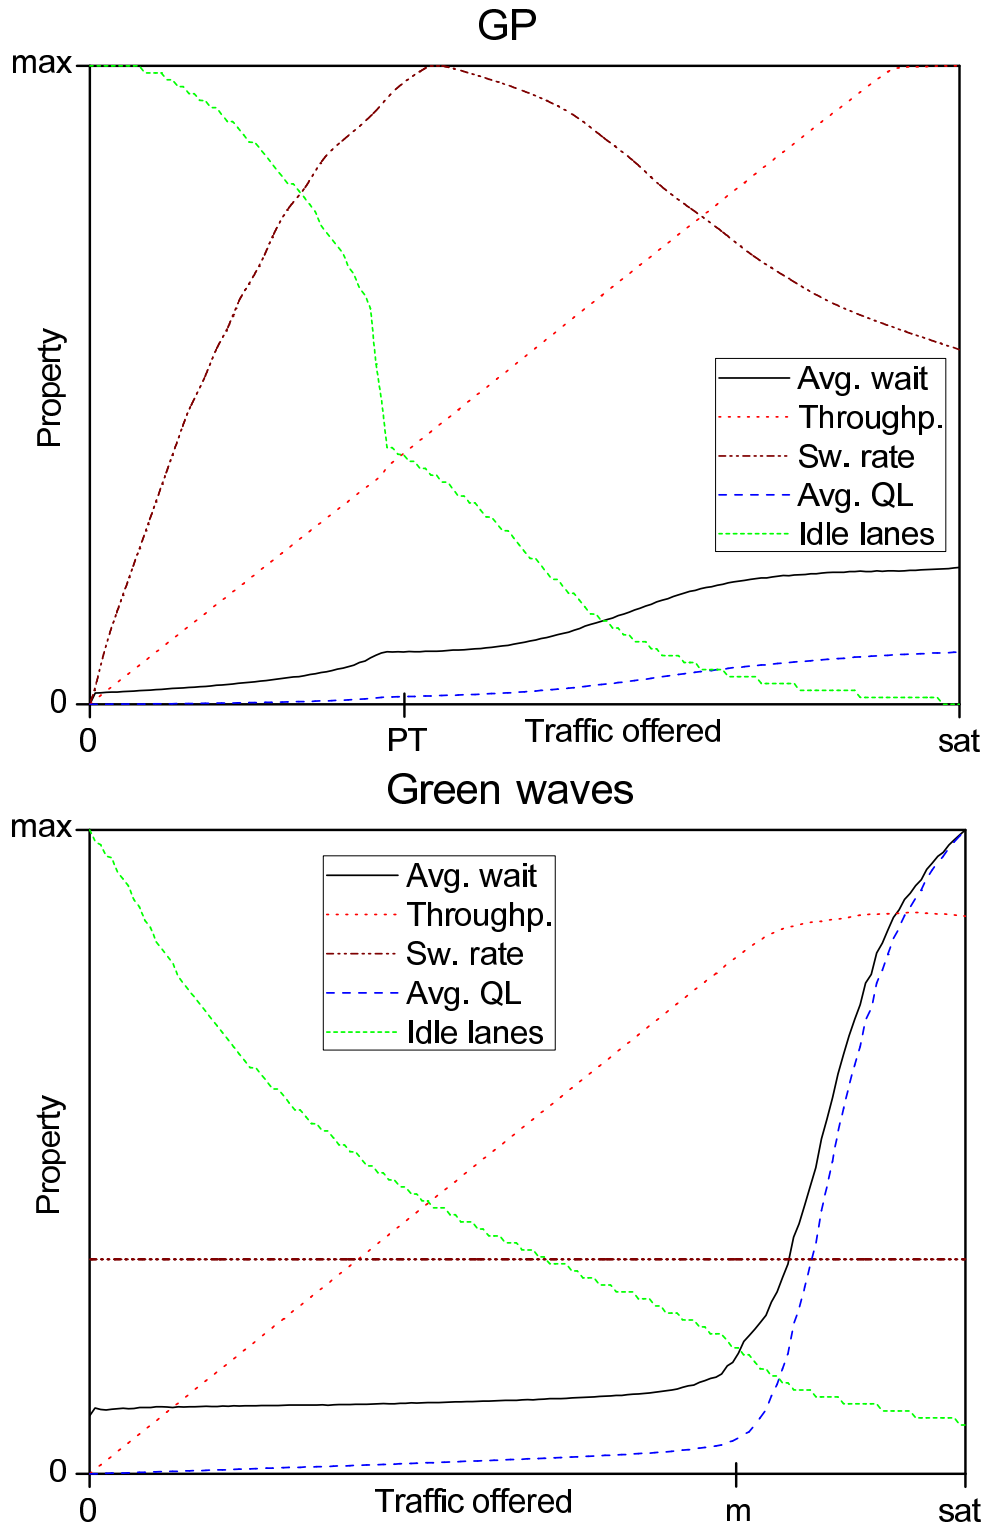 GP
max
Property
Avg. wait
Throughp.
Sw. rate
Avg. QL
Idle lanes
0
0
PT
Traffic offered
sat
Green waves
max
Avg. wait
Throughp.
Sw. rate
Avg. QL
Idle lanes
Property
0
0
Traffic offered
m
sat